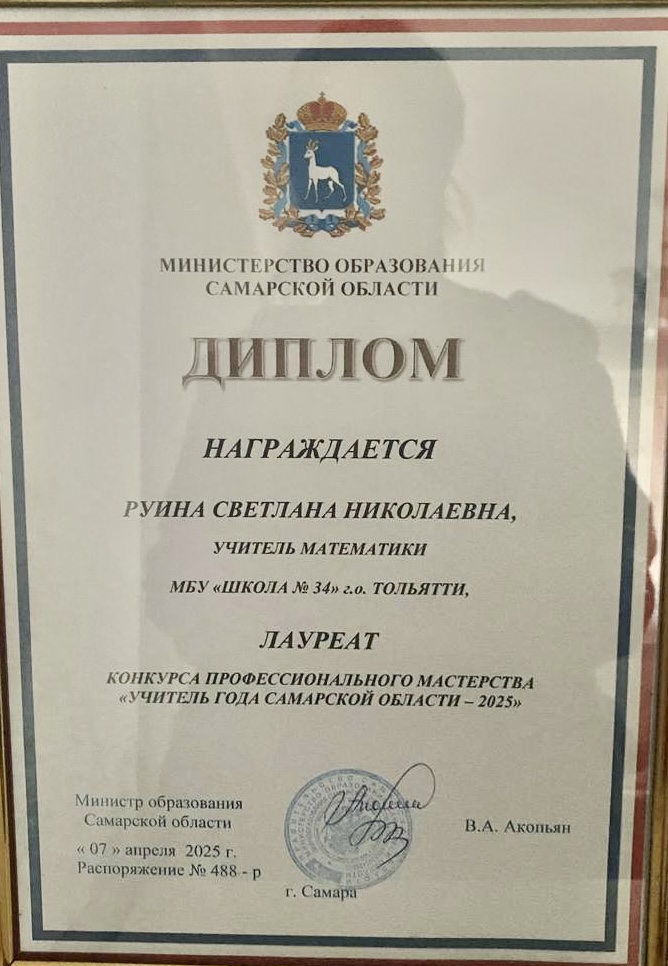 МИНИСТЕРСТВО ОБРАЗОВАНИЯ
САМАРСКОЙ ОБЛАСТИ
ДИПЛОМ
НАГРАЖДАЕТСЯ
РУИНА СВЕТЛАНА НИКОЛАЕВНА,
УЧИТЕЛЬ МАТЕМАТИКИ
МБУ «ШКОЛА № 34» г.о. ТОЛЬЯТТИ,
ЛАУРЕАТ
КОНКУРСА ПРОФЕССИОНАЛЬНОГО МАСТЕРСТВА
«УЧИТЕЛЬ ГОДА САМАРСКОЙ ОБЛАСТИ – 2025»
Министр образования
Самарской области
В.А. Акопьян
« 07 » апреля 2025 г.
Распоряжение № 488 - р
г. Самара